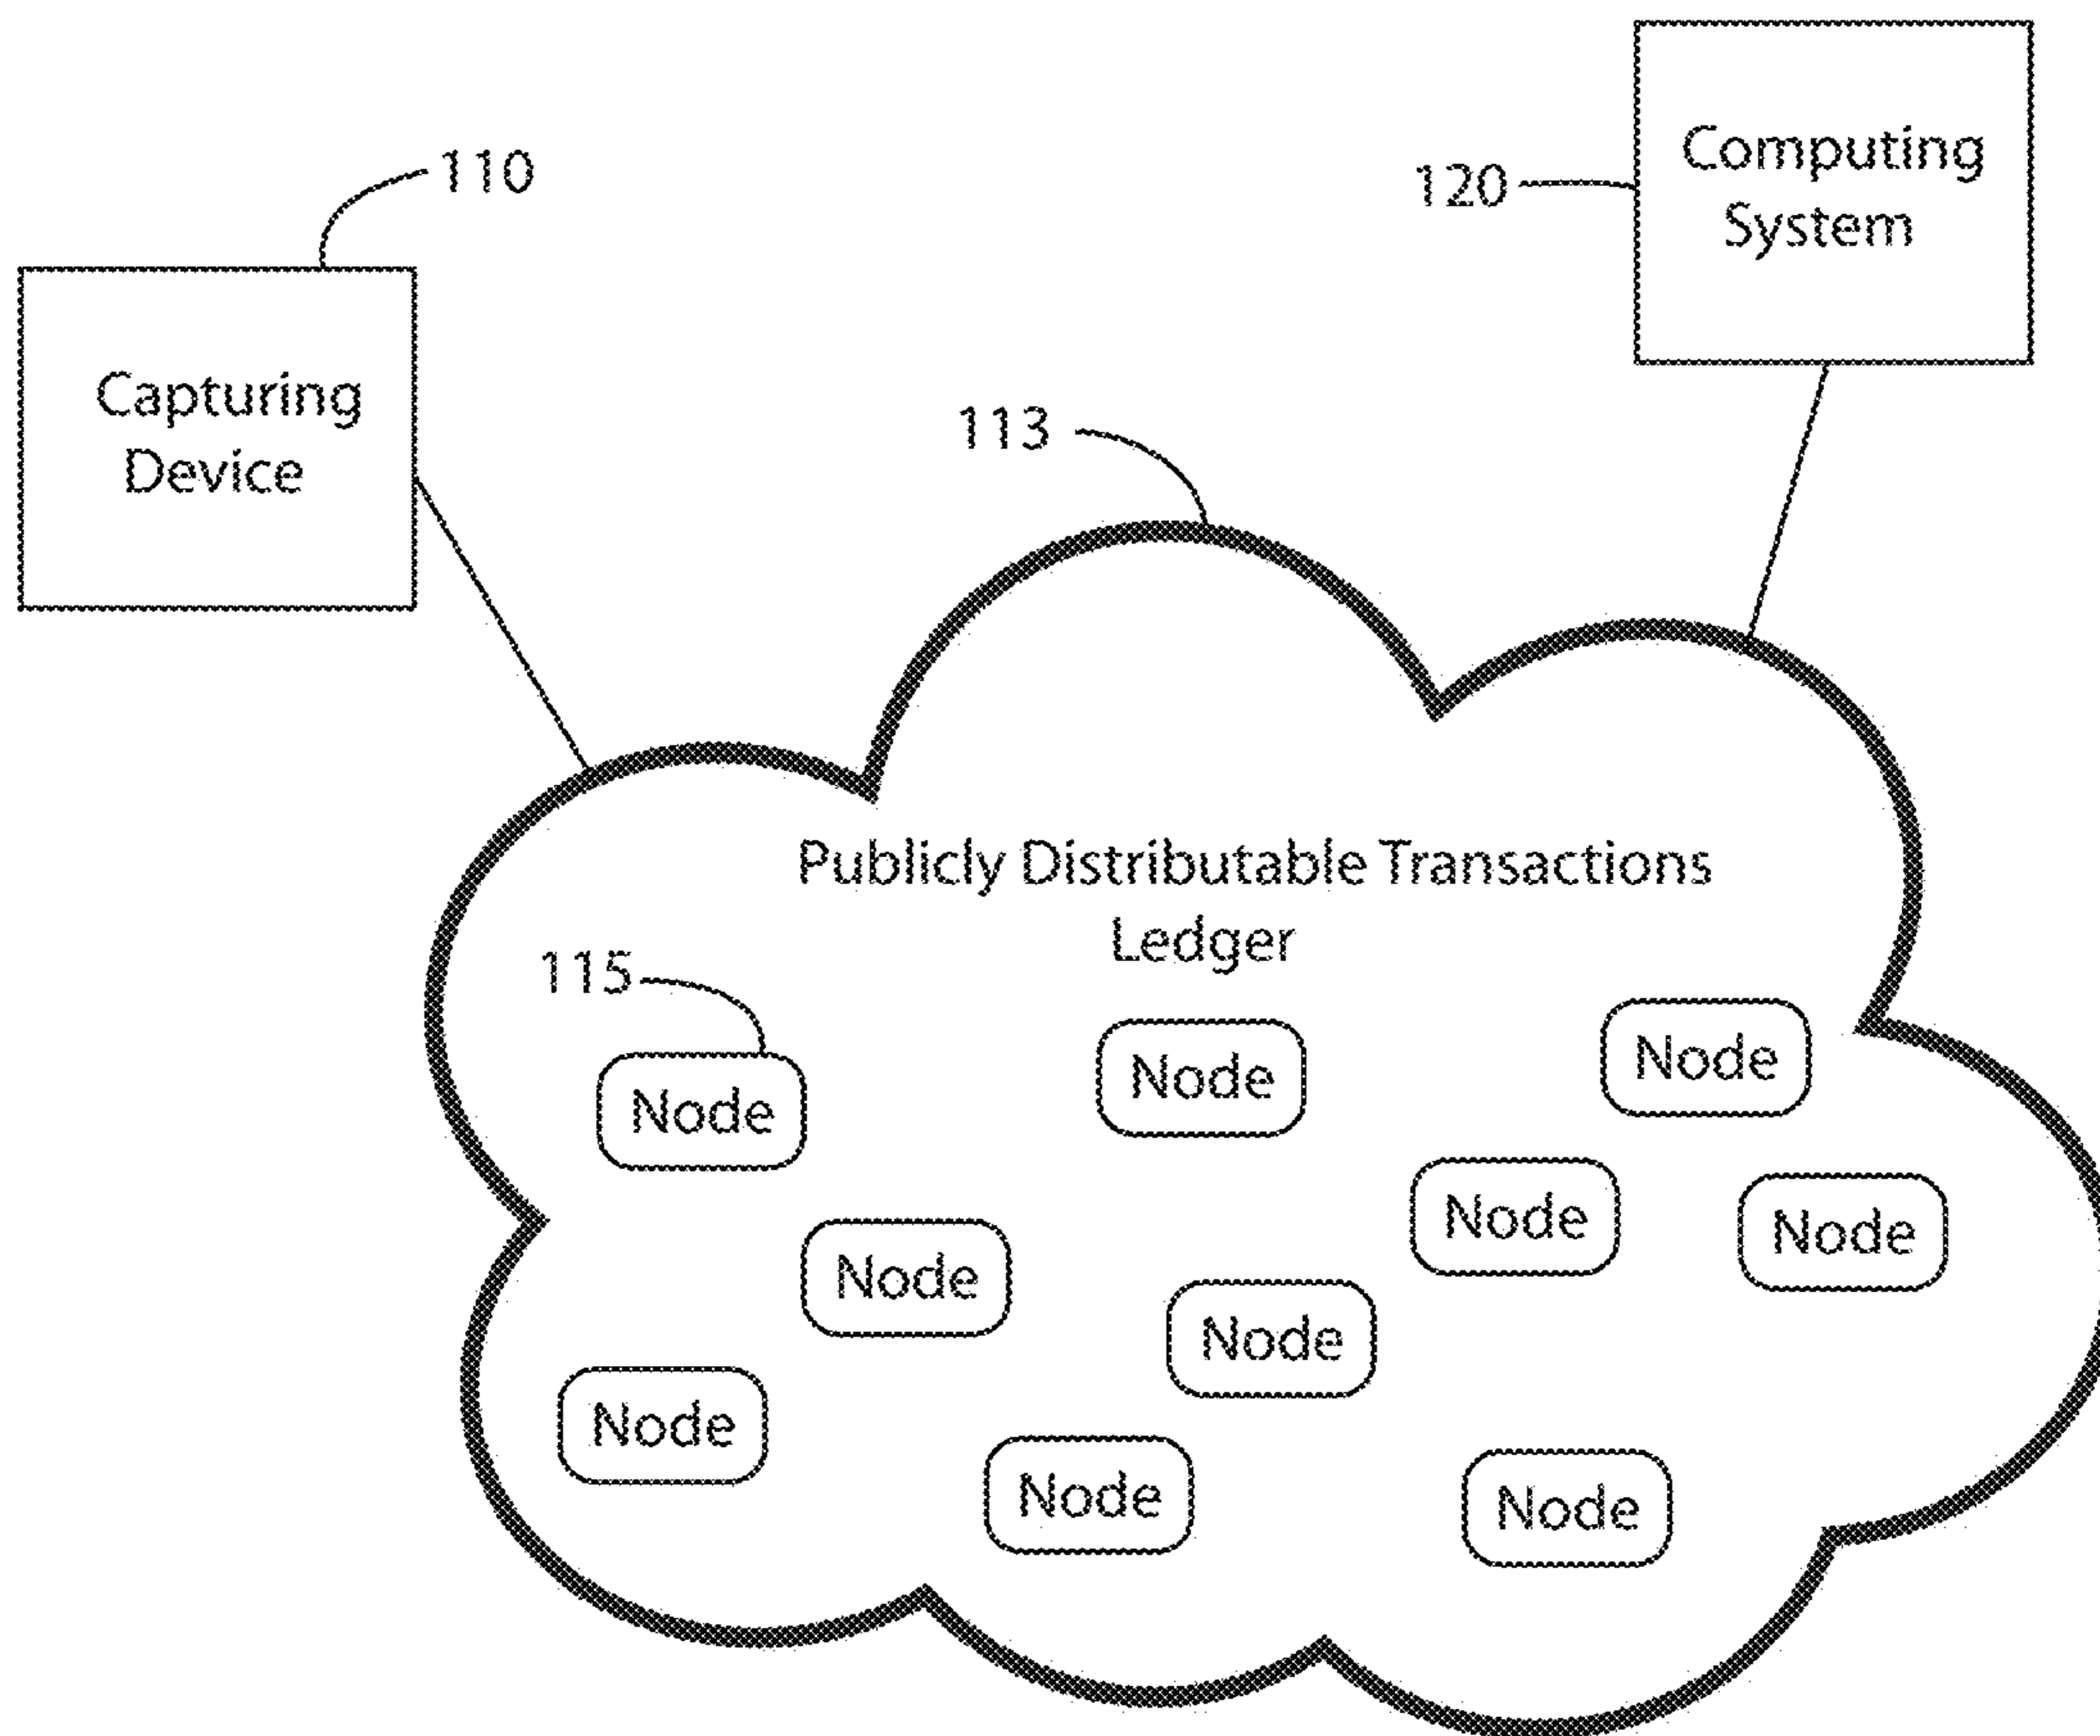 110
Computing
System
120
Capturing
Device
113
Publicly Distributable Transactions
Ledger
115
Node
Node
Node
Node
Node
Node
Node
Node
Node
Node